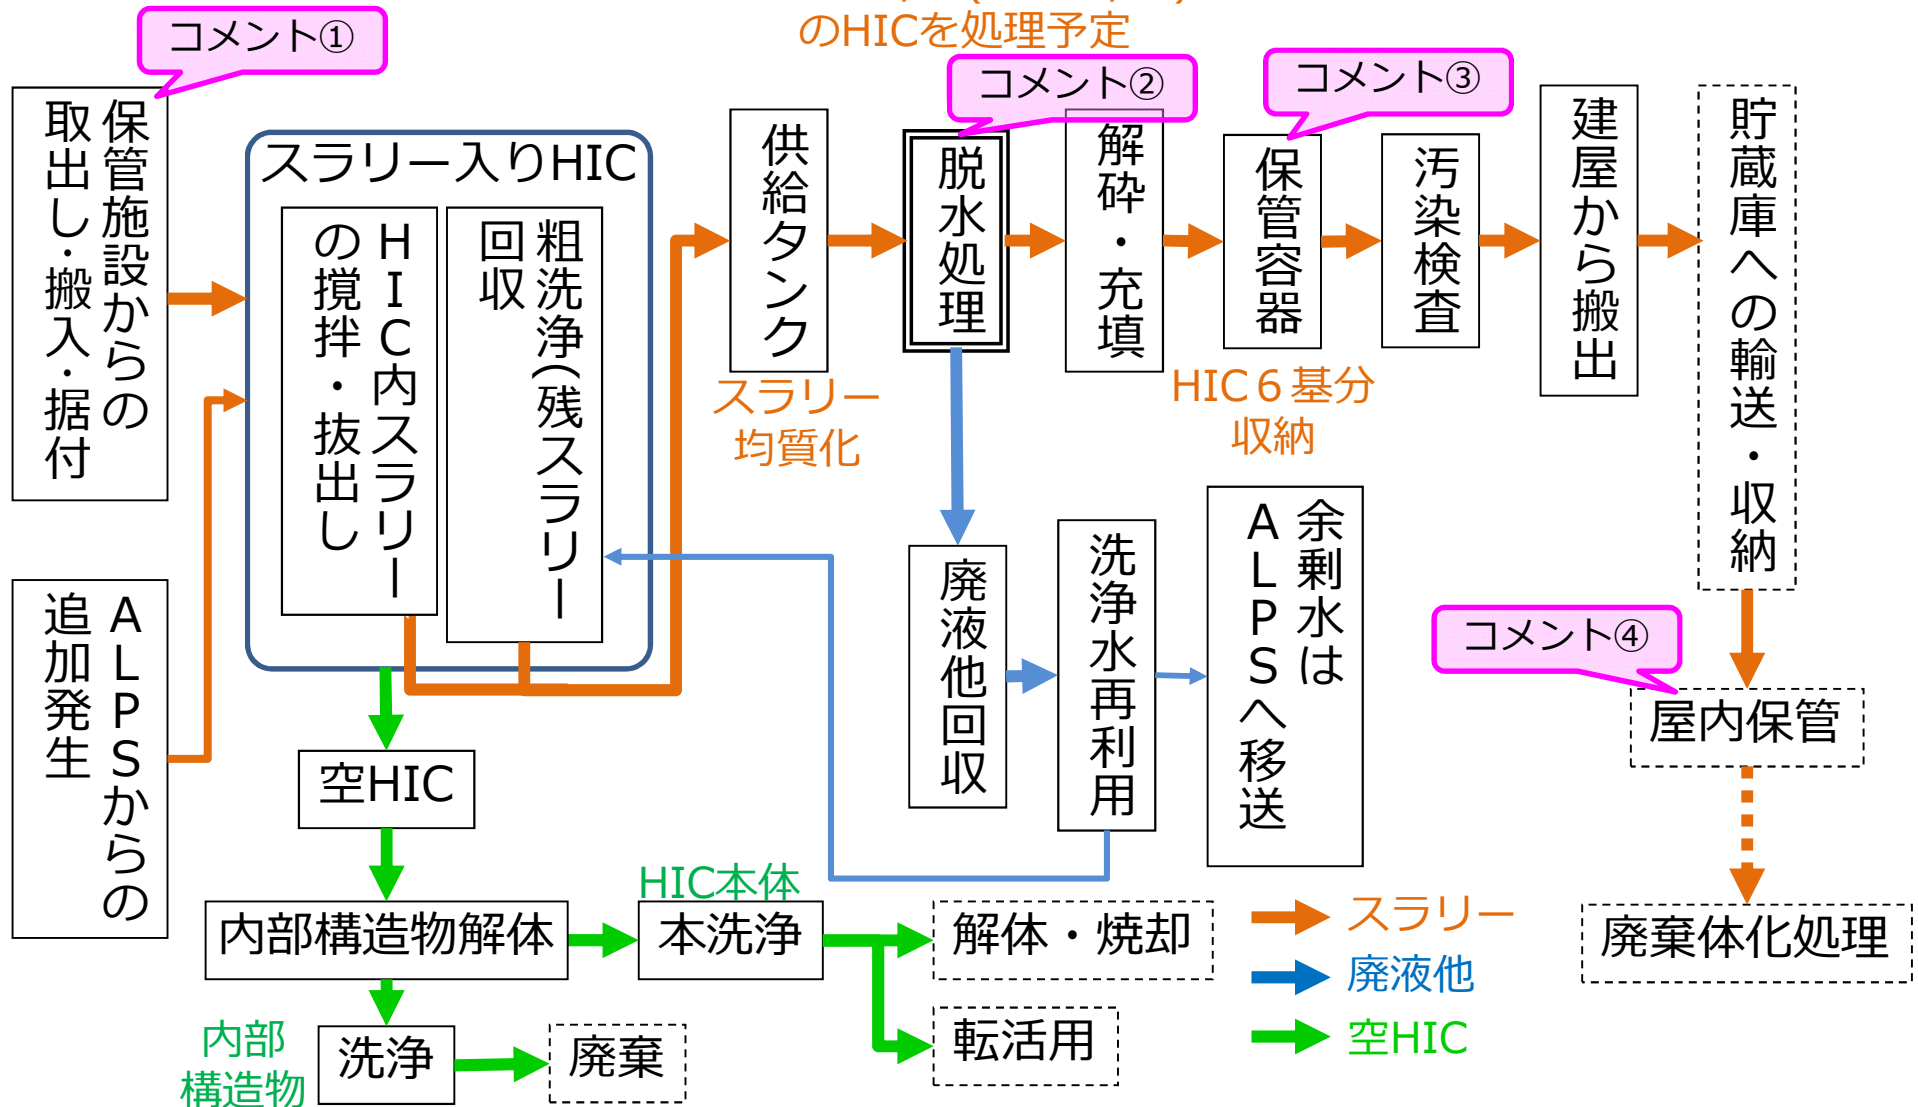 のHICを処理予定
コメント①
コメント②
コメント③
保管施設からの
取出し・搬入・据付
スラリー入りHIC
HIC内スラリー
の撹拌・抜出し
粗洗浄(残スラリー
回収
供給タンク
スラリー
均質化
脱水処理
解砕・充填
保管容器
HIC６基分
収納
汚染検査
建屋から搬出
貯蔵庫への輸送・収納
ALPSからの
追加発生
廃液他回収
洗浄水再利用
余剰水は
ALPSへ移送
コメント④
屋内保管
廃棄体化処理
空HIC
内部構造物解体
HIC本体
本洗浄
解体・焼却
転活用
内部
構造物
洗浄
廃棄
スラリー
廃液他
空HIC